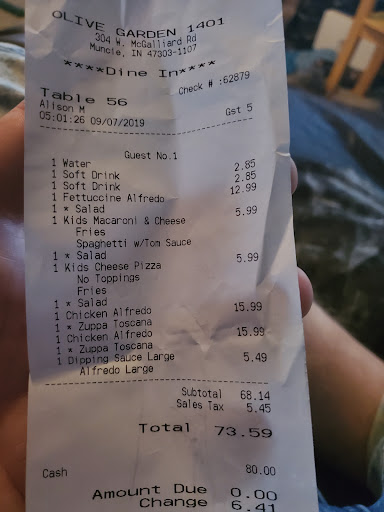 OLIVE GARDEN 1401
304 W. McGalliard Rd
Muncie, IN 47303-1107
****Dine In****
Check # :62879
Table 56
Alison M Gst 5
05:01:26 09/07/2019
Guest No.1
1 Water
1 Soft Drink 2.85
1 Soft Drink 2.85
1 Fettuccine Alfredo 12.99
1 * Salad
1 Kids Macaroni & Cheese 5.99
Fries
Spaghetti w/Tom Sauce
1 * Salad
1 Kids Cheese Pizza 5.99
No Toppings
Fries
1 * Salad
1 Chicken Alfredo 15.99
1 * Zuppa Toscana
1 Chicken Alfredo 15.99
1 * Zuppa Toscana
1 Dipping Sauce Large 5.49
Alfredo Large
Subtotal 68.14
Sales Tax 5.45
Total 73.59
Cash 80.00
Amount Due 0.00
Change 6.41